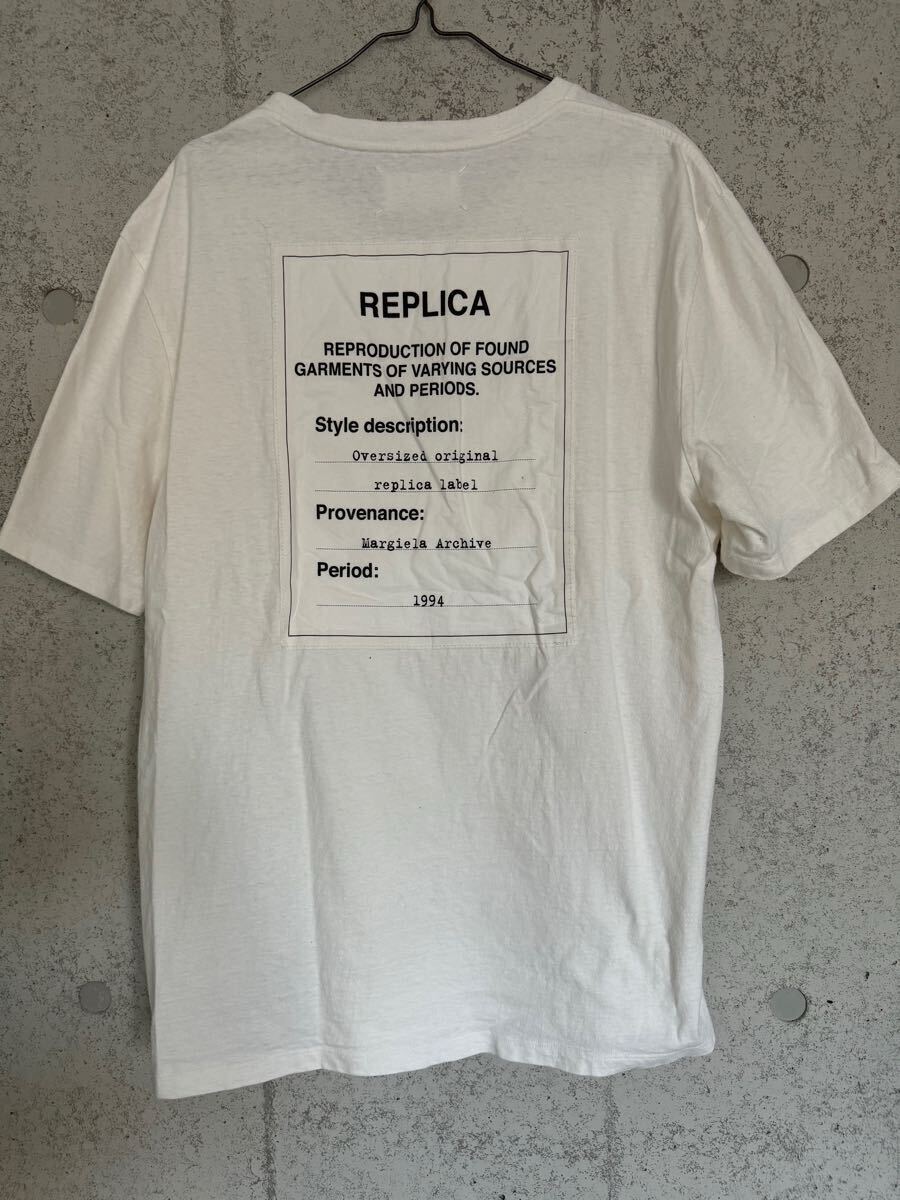 REPLICA
REPRODUCTION OF FOUND
GARMENTS OF VARYING SOURCES
AND PERIODS.
Style description:
Oversized original
replica label
Provenance:
Margiela Archive
Period:
1994